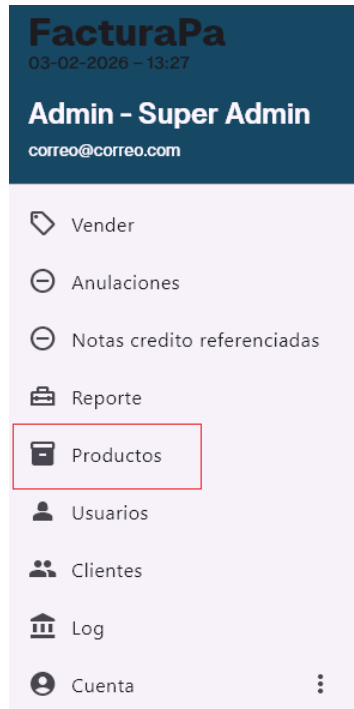 FacturaPa
03-02-2026 – 13:27
Admin - Super Admin
correo@correo.com
Vender
Anulaciones
Notas credito referenciadas
Reporte
Productos
Usuarios
Clientes
Log
Cuenta